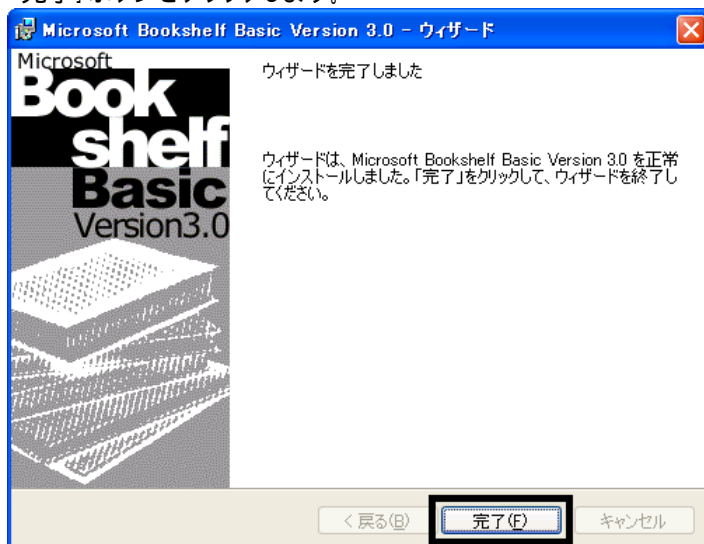 完了」ボタンをクリックします。
Microsoft Bookshelf Basic Version 3.0 - ウィザード
Microsoft
Book
shelf
Basic
Version3.0
ウィザードを完了しました
ウィザードは、Microsoft Bookshelf Basic Version 3.0 を正常
にインストールしました。「完了」をクリックして、ウィザードを終了し
てください。
< 戻る(B)
完了(F)
キャンセル